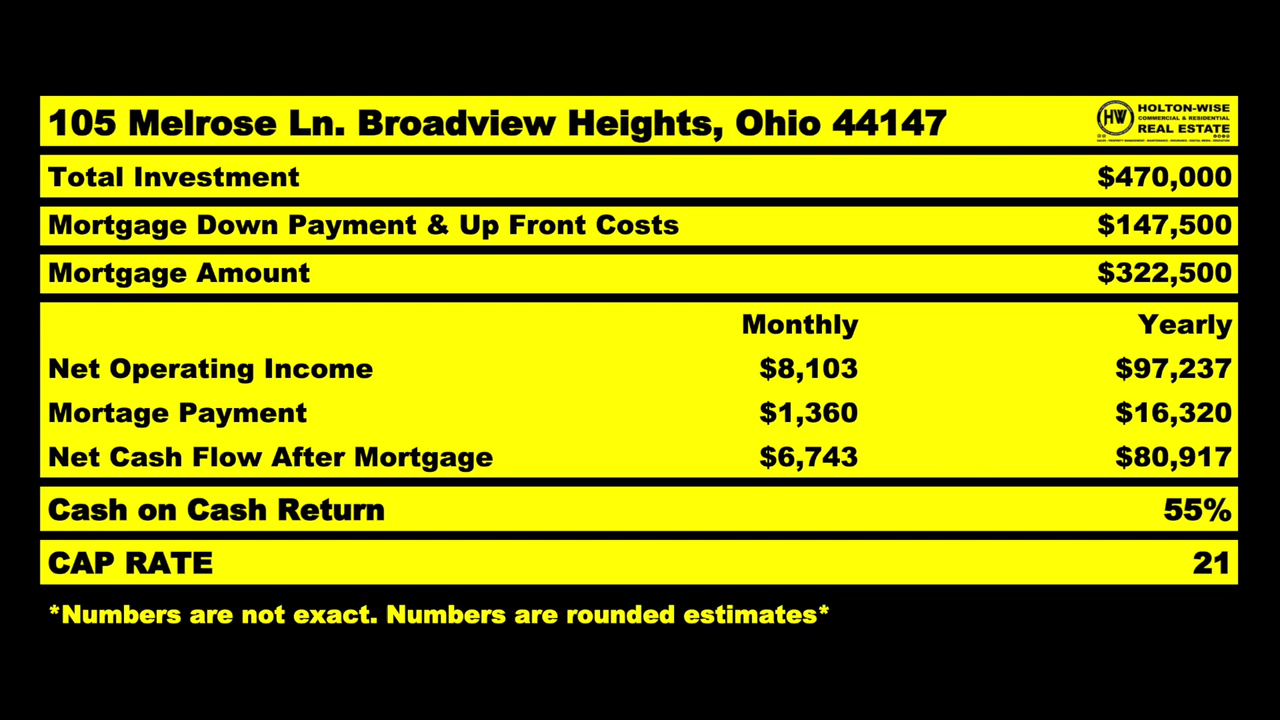 105 Melrose Ln. Broadview Heights, Ohio 44147
HW
HOLTON-WISE
COMMERCIAL & RESIDENTIAL
REAL ESTATE
Total Investment $470,000
Mortgage Down Payment & Up Front Costs $147,500
Mortgage Amount $322,500
Monthly Yearly
Net Operating Income $8,103 $97,237
Mortage Payment $1,360 $16,320
Net Cash Flow After Mortgage $6,743 $80,917
Cash on Cash Return 55%
CAP RATE 21
*Numbers are not exact. Numbers are rounded estimates*